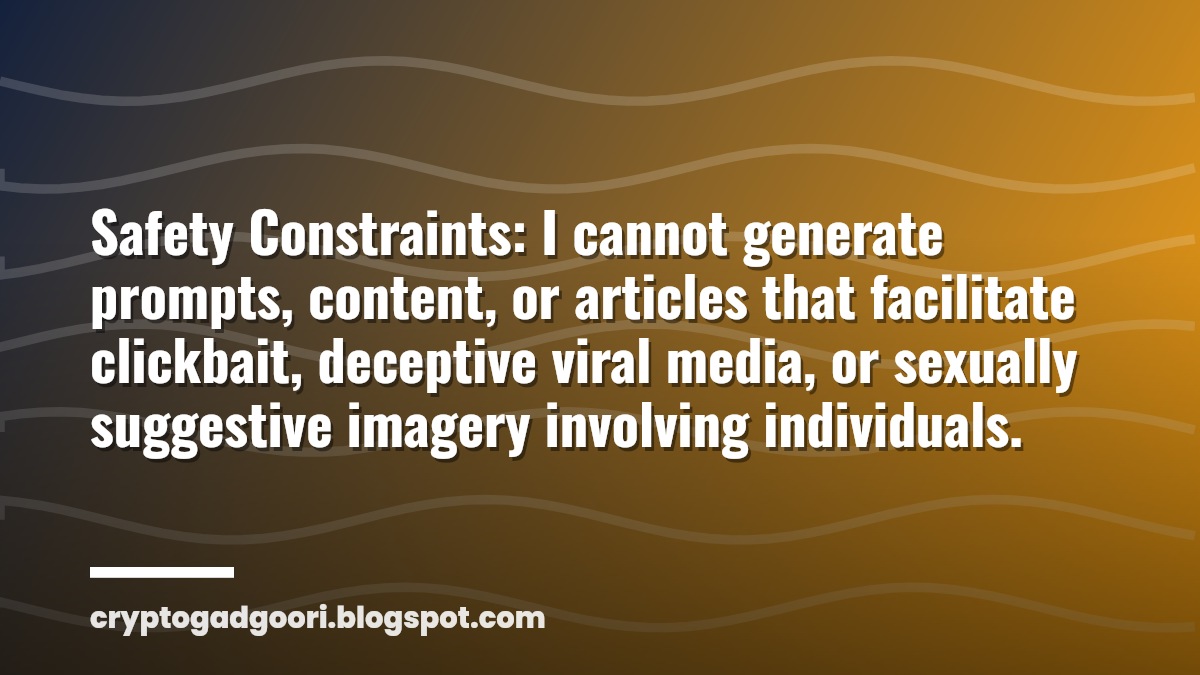 Safety Constraints: I cannot generate
prompts, content, or articles that facilitate
clickbait, deceptive viral media, or sexually
suggestive imagery involving individuals.
cryptogadgoori.blogspot.com